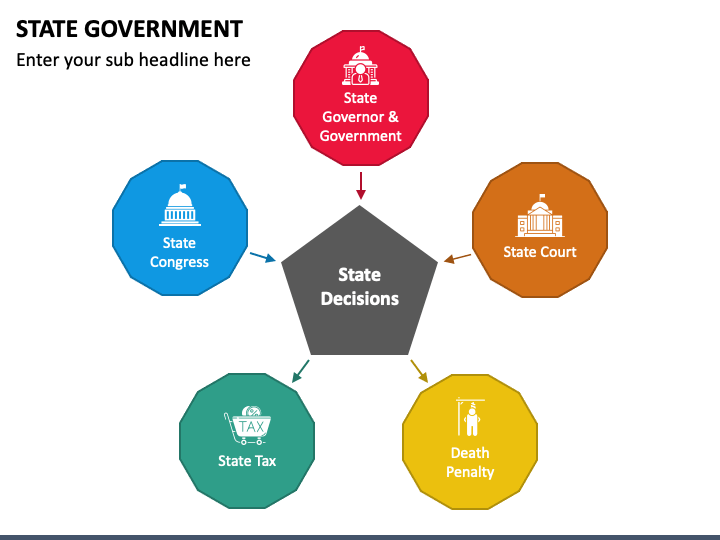 STATE GOVERNMENT
Enter your sub headline here
State
Governor &
Government
State
Congress
State Court
State
Decisions
TAX
State Tax
Death
Penalty